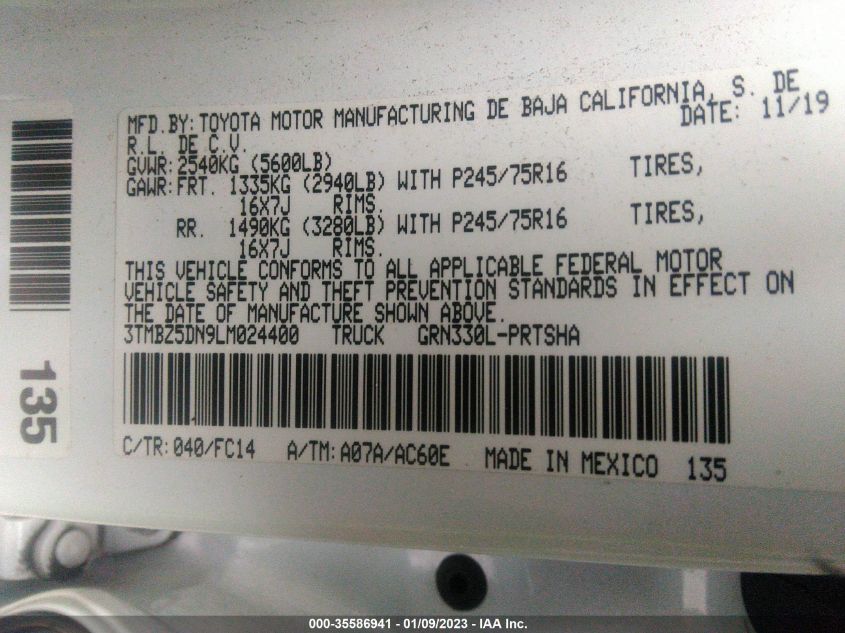 MFD.BY:TOYOTA MOTOR MANUFACTURING DE BAJA CALIFORNIA, S. DE
R.L. DE C.V. DATE: 11/19
GVWR:2540KG (5600LB)
GAWR:FRT. 1335KG (2940LB) WITH P245/75R16 TIRES,
16X7J RIMS.
RR. 1490KG (3280LB) WITH P245/75R16 TIRES,
16X7J RIMS.
THIS VEHICLE CONFORMS TO ALL APPLICABLE FEDERAL MOTOR
VEHICLE SAFETY AND THEFT PREVENTION STANDARDS IN EFFECT ON
THE DATE OF MANUFACTURE SHOWN ABOVE.
3TMBZ5DN9LM024400 TRUCK GRN330L-PRTSHA
C/TR:040/FC14 A/TM:A07A/AC60E MADE IN MEXICO 135
135
000-35586941 - 01/09/2023 - IAA Inc.